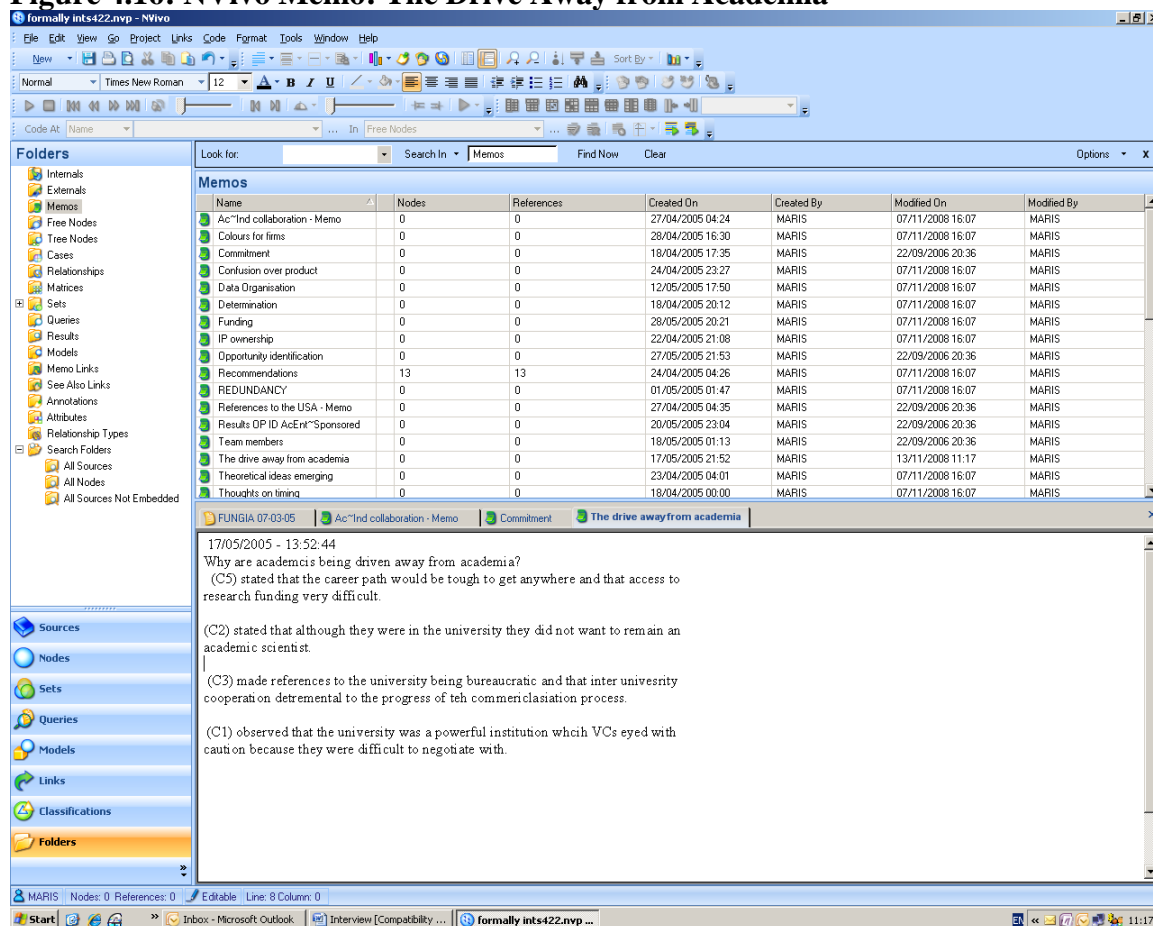 Figure 4.16: NVivo Memo: The Drive Away from Academia
formally ints422.nvp - NVivo
File Edit View Go Project Links Code Format Tools Window Help
New Sort By
Normal Times New Roman 12 A B I U
Code At Name ... In Free Nodes ...
Folders
Look for: Search In Memos Find Now Clear Options x
Internals
Externals
Memos
Free Nodes
Tree Nodes
Cases
Relationships
Matrices
Sets
Queries
Results
Models
Memo Links
See Also Links
Annotations
Attributes
Relationship Types
Search Folders
All Sources
All Nodes
All Sources Not Embedded
Memos
Name Nodes References Created On Created By Modified On Modified By
Ac~Ind collaboration - Memo 0 0 27/04/2005 04:24 MARIS 07/11/2008 16:07 MARIS
Colours for firms 0 0 28/04/2005 16:30 MARIS 07/11/2008 16:07 MARIS
Commitment 0 0 18/04/2005 17:35 MARIS 22/09/2006 20:36 MARIS
Confusion over product 0 0 24/04/2005 23:27 MARIS 07/11/2008 16:07 MARIS
Data Organisation 0 0 12/05/2005 17:50 MARIS 07/11/2008 16:07 MARIS
Determination 0 0 18/04/2005 20:12 MARIS 07/11/2008 16:07 MARIS
Funding 0 0 28/05/2005 20:21 MARIS 07/11/2008 16:07 MARIS
IP ownership 0 0 22/04/2005 21:08 MARIS 07/11/2008 16:07 MARIS
Opportunity identification 0 0 27/05/2005 21:53 MARIS 22/09/2006 20:36 MARIS
Recommendations 13 13 24/04/2005 04:26 MARIS 07/11/2008 16:07 MARIS
REDUNDANCY 0 0 01/05/2005 01:47 MARIS 07/11/2008 16:07 MARIS
References to the USA - Memo 0 0 27/04/2005 04:35 MARIS 22/09/2006 20:36 MARIS
Results OP ID AcEnt~Sponsored 0 0 20/05/2005 23:04 MARIS 22/09/2006 20:36 MARIS
Team members 0 0 18/05/2005 01:13 MARIS 22/09/2006 20:36 MARIS
The drive away from academia 0 0 17/05/2005 21:52 MARIS 13/11/2008 11:17 MARIS
Theoretical ideas emerging 0 0 23/04/2005 04:01 MARIS 07/11/2008 16:07 MARIS
Thoughts on timing 0 0 18/04/2005 00:00 MARIS 07/11/2008 16:07 MARIS
FUNGIA 07-03-05 Ac~Ind collaboration - Memo Commitment The drive away from academia
17/05/2005 - 13:52:44
Why are academcis being driven away from academia?
(C5) stated that the career path would be tough to get anywhere and that access to
research funding very difficult.
(C2) stated that although they were in the university they did not want to remain an
academic scientist.
(C3) made references to the university being bureaucratic and that inter univesrity
cooperation detremental to the progress of teh commericlasiation process.
(C1) observed that the university was a powerful institution whcih VCs eyed with
caution because they were difficult to negotiate with.
Sources
Nodes
Sets
Queries
Models
Links
Classifications
Folders
MARIS Nodes: 0 References: 0 Editable Line: 8 Column: 0
Start Inbox - Microsoft Outlook Interview [Compatibility ... formally ints422.nvp ... EN 11:17